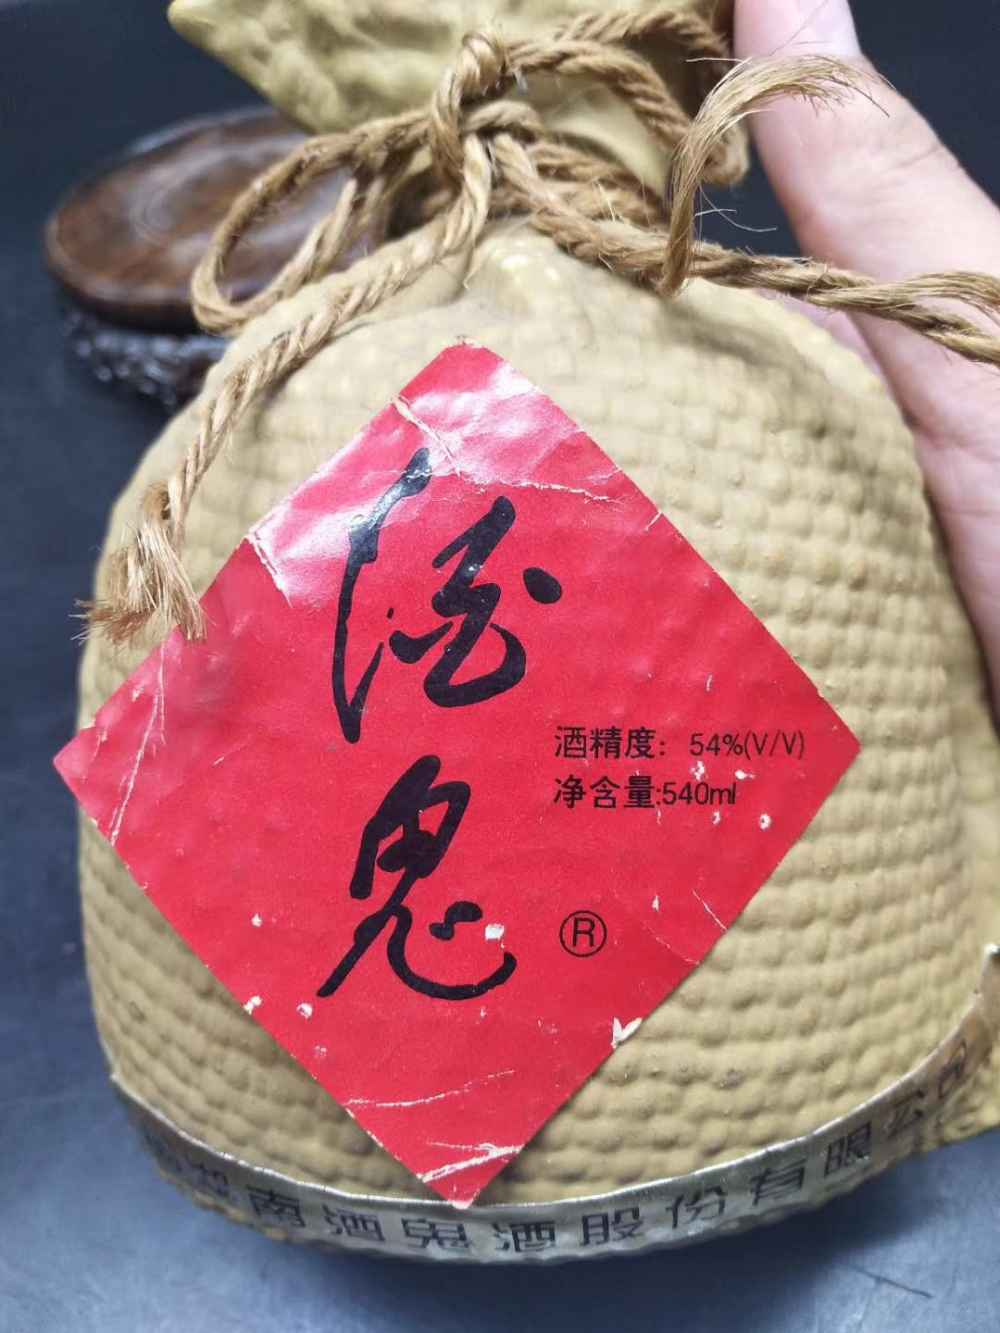 酒鬼
酒精度：54%(V/V)
净含量:540ml
®
湖南酒鬼酒股份有限公司